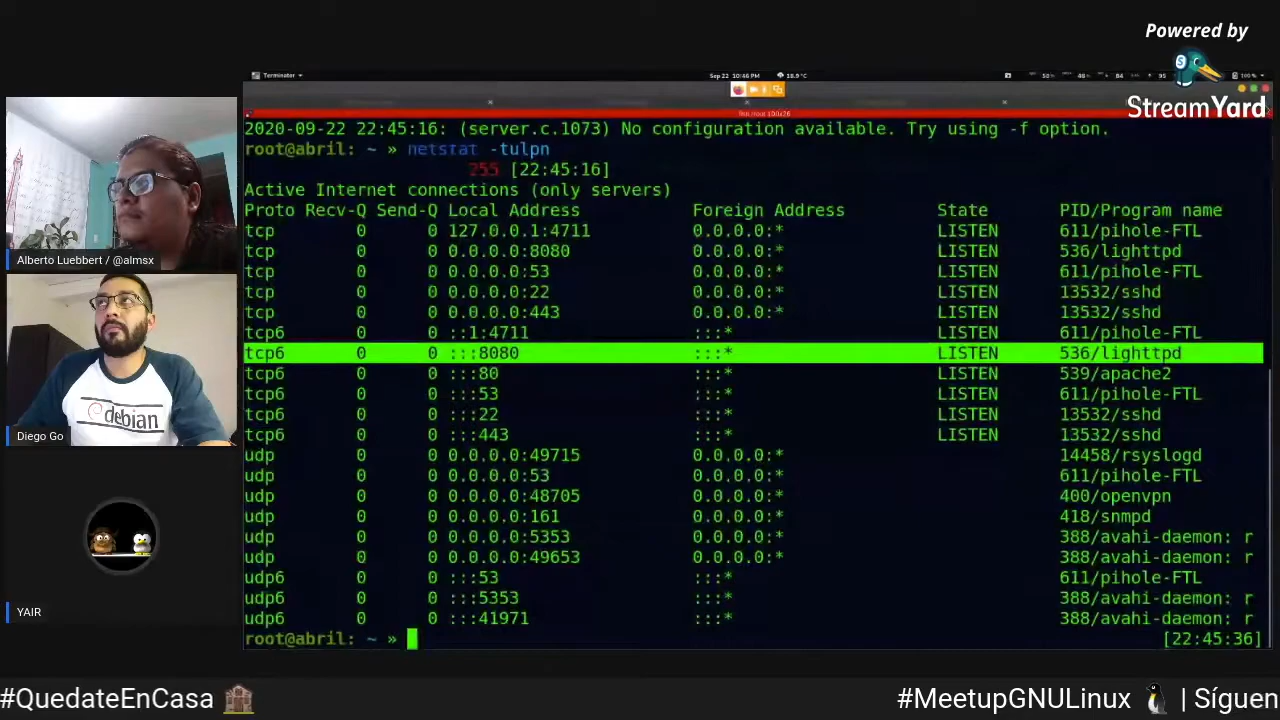 Powered by
StreamYard
Terminator
Sep 22 10:46 PM
18.9°C
2020-09-22 22:45:16: (server.c.1073) No configuration available. Try using -f option.
root@abril: ~ » netstat -tulpn
255 [22:45:16]
Active Internet connections (only servers)
Proto Recv-Q Send-Q Local Address Foreign Address State PID/Program name
tcp 0 0 127.0.0.1:4711 0.0.0.0:* LISTEN 611/pihole-FTL
tcp 0 0 0.0.0.0:8080 0.0.0.0:* LISTEN 536/lighttpd
tcp 0 0 0.0.0.0:53 0.0.0.0:* LISTEN 611/pihole-FTL
tcp 0 0 0.0.0.0:22 0.0.0.0:* LISTEN 13532/sshd
tcp 0 0 0.0.0.0:443 0.0.0.0:* LISTEN 13532/sshd
tcp6 0 0 ::1:4711 :::* LISTEN 611/pihole-FTL
tcp6 0 0 :::8080 :::* LISTEN 536/lighttpd
tcp6 0 0 :::80 :::* LISTEN 539/apache2
tcp6 0 0 :::53 :::* LISTEN 611/pihole-FTL
tcp6 0 0 :::22 :::* LISTEN 13532/sshd
tcp6 0 0 :::443 :::* LISTEN 13532/sshd
udp 0 0 0.0.0.0:49715 0.0.0.0:* 14458/rsyslogd
udp 0 0 0.0.0.0:53 0.0.0.0:* 611/pihole-FTL
udp 0 0 0.0.0.0:48705 0.0.0.0:* 400/openvpn
udp 0 0 0.0.0.0:161 0.0.0.0:* 418/snmpd
udp 0 0 0.0.0.0:5353 0.0.0.0:* 388/avahi-daemon: r
udp 0 0 0.0.0.0:49653 0.0.0.0:* 388/avahi-daemon: r
udp6 0 0 :::53 :::* 611/pihole-FTL
udp6 0 0 :::5353 :::* 388/avahi-daemon: r
udp6 0 0 :::41971 :::* 388/avahi-daemon: r
root@abril: ~ » [22:45:36]
Alberto Luebbert / @almsx
debian
Diego Go
YAIR
#QuedateEnCasa
#MeetupGNULinux | Síguen